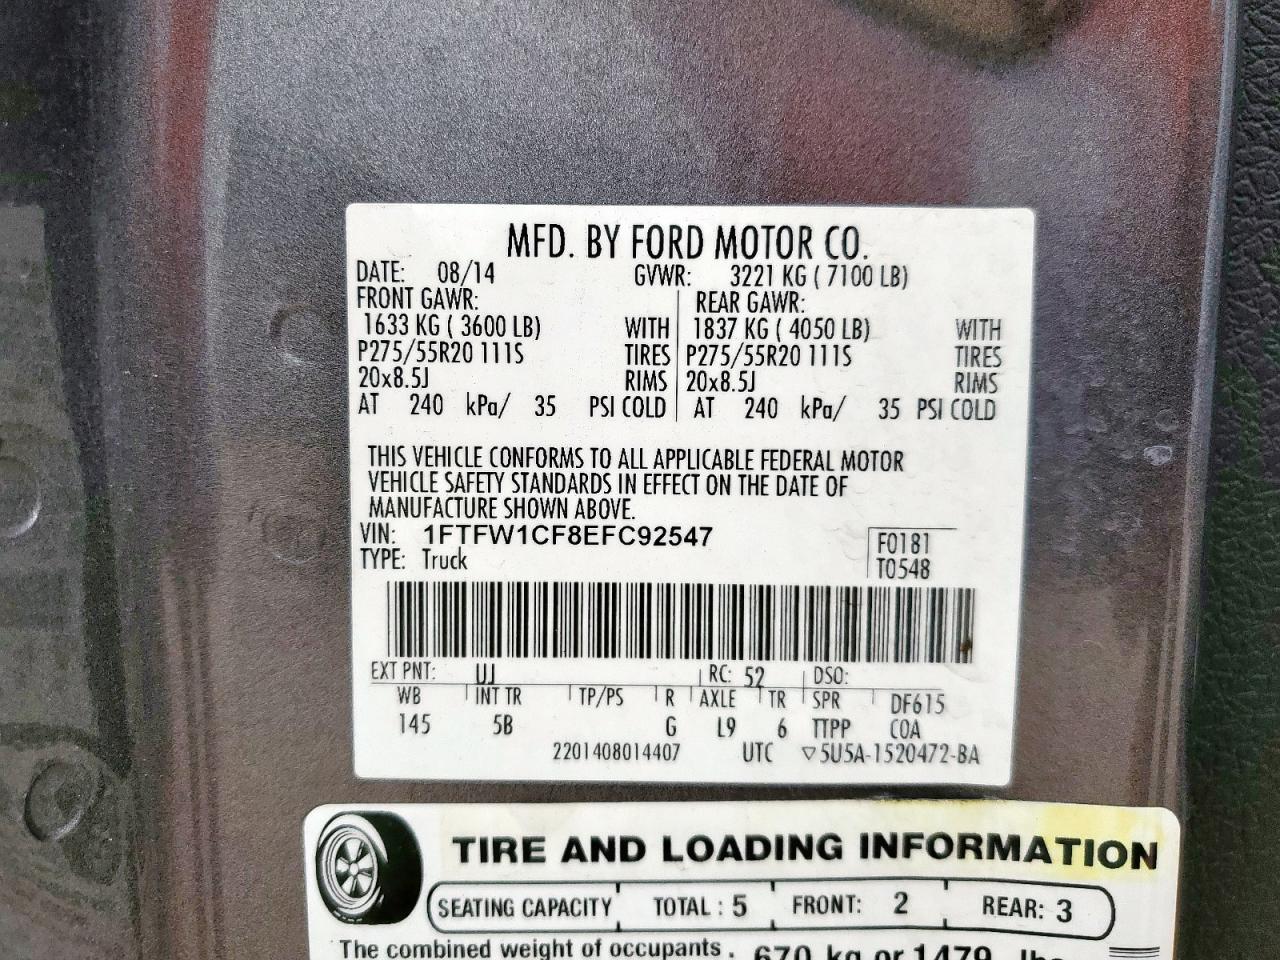 MFD. BY FORD MOTOR CO.
DATE: 08/14 GVWR: 3221 KG ( 7100 LB)
FRONT GAWR: REAR GAWR:
1633 KG ( 3600 LB) WITH 1837 KG ( 4050 LB) WITH
P275/55R20 111S TIRES P275/55R20 111S TIRES
20x8.5J RIMS 20x8.5J RIMS
AT 240 kPa/ 35 PSI COLD AT 240 kPa/ 35 PSI COLD
THIS VEHICLE CONFORMS TO ALL APPLICABLE FEDERAL MOTOR
VEHICLE SAFETY STANDARDS IN EFFECT ON THE DATE OF
MANUFACTURE SHOWN ABOVE.
VIN: 1FTFW1CF8EFC92547
F0181
TYPE: Truck
T0548
EXT PNT: UJ RC: 52 DSO:
WB INT TR TP/PS R AXLE TR SPR DF615
145 5B G L9 6 TTPP COA
2201408014407 UTC ▽5U5A-1520472-BA
TIRE AND LOADING INFORMATION
SEATING CAPACITY TOTAL : 5 FRONT: 2 REAR: 3
The combined weight of occupants . 670 kg or 1479 lbs